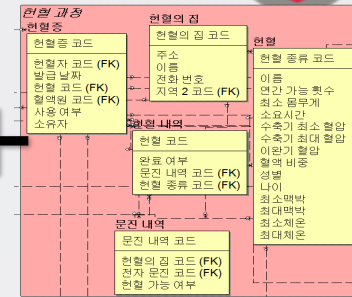 헌혈 과정
헌혈증
헌혈증 코드
헌혈자 코드 (FK)
발급 날짜
헌혈 코드 (FK)
혈액원 코드 (FK)
사용 여부
소유자
헌혈의 집
헌혈의 집 코드
주소
이름
전화 번호
지역 2 코드 (FK)
헌혈
헌혈 종류 코드
이름
연간 가능 횟수
최소 몸무게
소요시간
수축기 최소 혈압
수축기 최대 혈압
이완기 혈압
혈액 비중
성별
나이
최소맥박
최대맥박
최소체온
최대체온
헌혈 내역
헌혈 코드
완료 여부
문진 내역 코드 (FK)
헌혈 종류 코드 (FK)
문진 내역
문진 내역 코드
헌혈의 집 코드 (FK)
전자 문진 코드 (FK)
헌혈 가능 여부